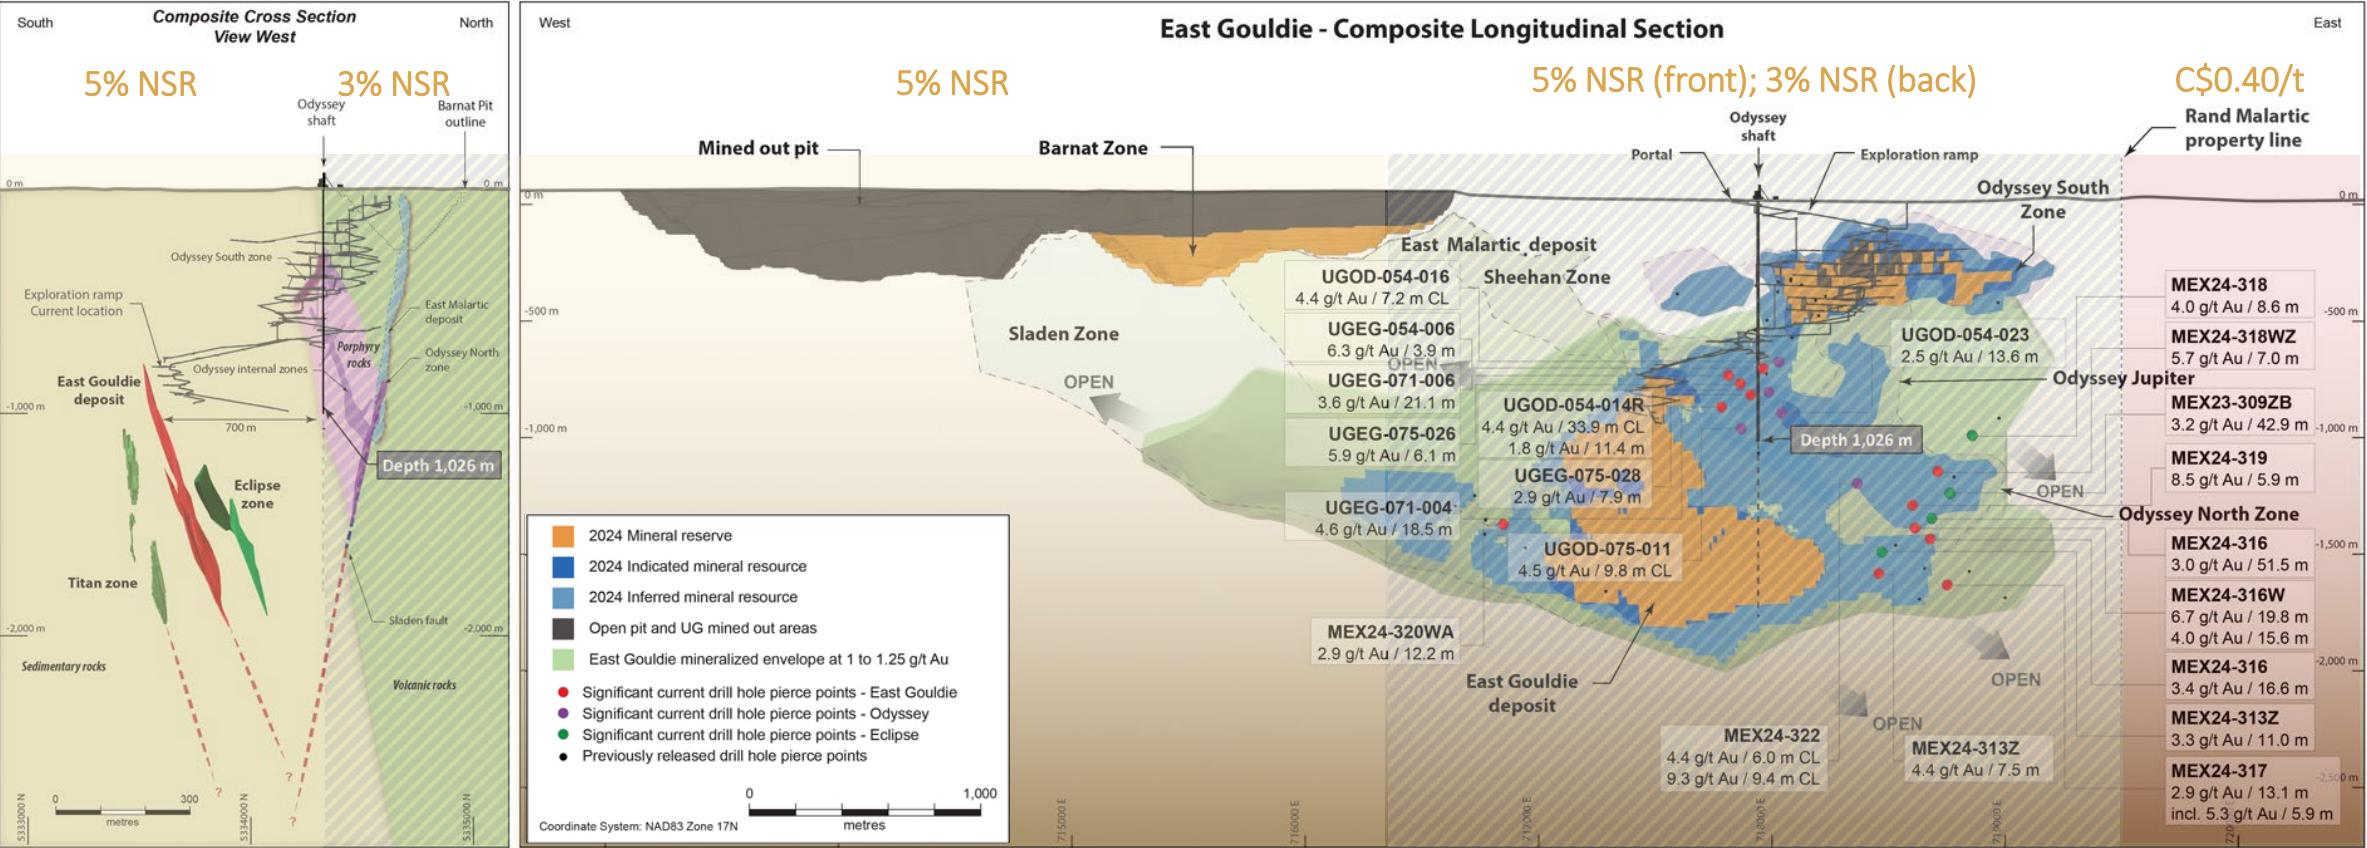 South
Composite Cross Section
View West
North
5% NSR
3% NSR
Odyssey
shaft
Barnat Pit
outline
0 m
0 m
Odyssey South zone
Exploration ramp
Current location
East Malartic
deposit
Porphyry
rocks
Odyssey North
zone
Odyssey internal zones
East Gouldie
deposit
-1,000 m
-1,000 m
700 m
Depth 1,026 m
Eclipse
zone
Titan zone
Sladen fault
-2,000 m
-2,000 m
Sedimentary rocks
Volcanic rocks
?
?
?
0
300
metres
5333000 N
5334000 N
5335000 N
West
East Gouldie - Composite Longitudinal Section
East
5% NSR
5% NSR (front); 3% NSR (back)
C$0.40/t
Rand Malartic
property line
Odyssey
shaft
Mined out pit
Barnat Zone
Portal
Exploration ramp
0 m
0 m
Odyssey South
Zone
East Malartic deposit
Sheehan Zone
UGOD-054-016
4.4 g/t Au / 7.2 m CL
UGEG-054-006
6.3 g/t Au / 3.9 m
OPEN
UGEG-071-006
3.6 g/t Au / 21.1 m
UGEG-075-026
5.9 g/t Au / 6.1 m
UGEG-071-004
4.6 g/t Au / 18.5 m
MEX24-320WA
2.9 g/t Au / 12.2 m
-500 m
-500 m
Sladen Zone
OPEN
-1,000 m
-1,000 m
UGOD-054-014R
4.4 g/t Au / 33.9 m CL
1.8 g/t Au / 11.4 m
UGEG-075-028
2.9 g/t Au / 7.9 m
UGOD-075-011
4.5 g/t Au / 9.8 m CL
UGOD-054-023
2.5 g/t Au / 13.6 m
Odyssey Jupiter
Depth 1,026 m
OPEN
Odyssey North Zone
-1,500 m
East Gouldie
deposit
-2,000 m
OPEN
OPEN
MEX24-322
4.4 g/t Au / 6.0 m CL
9.3 g/t Au / 9.4 m CL
MEX24-313Z
4.4 g/t Au / 7.5 m
MEX24-318
4.0 g/t Au / 8.6 m
MEX24-318WZ
5.7 g/t Au / 7.0 m
MEX23-309ZB
3.2 g/t Au / 42.9 m
MEX24-319
8.5 g/t Au / 5.9 m
MEX24-316
3.0 g/t Au / 51.5 m
MEX24-316W
6.7 g/t Au / 19.8 m
4.0 g/t Au / 15.6 m
MEX24-316
3.4 g/t Au / 16.6 m
MEX24-313Z
3.3 g/t Au / 11.0 m
MEX24-317
2.9 g/t Au / 13.1 m
incl. 5.3 g/t Au / 5.9 m
-2,500 m
2024 Mineral reserve
2024 Indicated mineral resource
2024 Inferred mineral resource
Open pit and UG mined out areas
East Gouldie mineralized envelope at 1 to 1.25 g/t Au
Significant current drill hole pierce points - East Gouldie
Significant current drill hole pierce points - Odyssey
Significant current drill hole pierce points - Eclipse
Previously released drill hole pierce points
0
1,000
Coordinate System: NAD83 Zone 17N
metres
715000 E
716000 E
717000 E
718000 E
719000 E